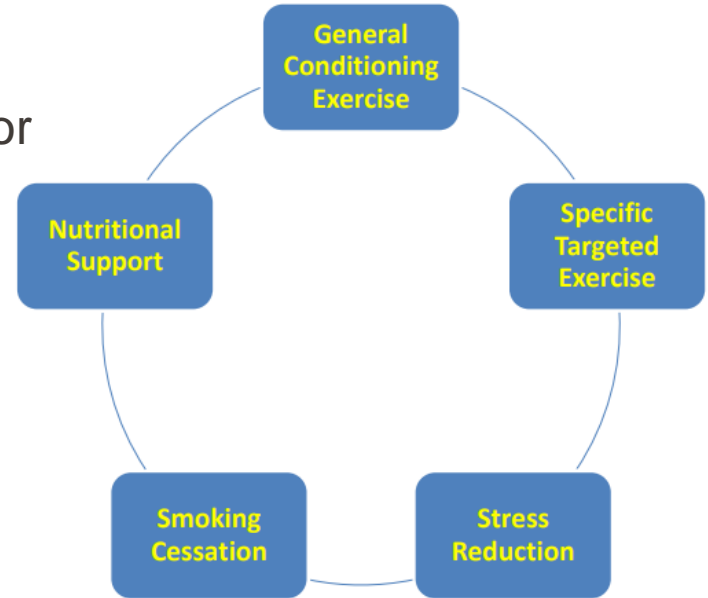 General
Conditioning
Exercise
or
Specific
Targeted
Exercise
Nutritional
Support
Smoking
Cessation
Stress
Reduction